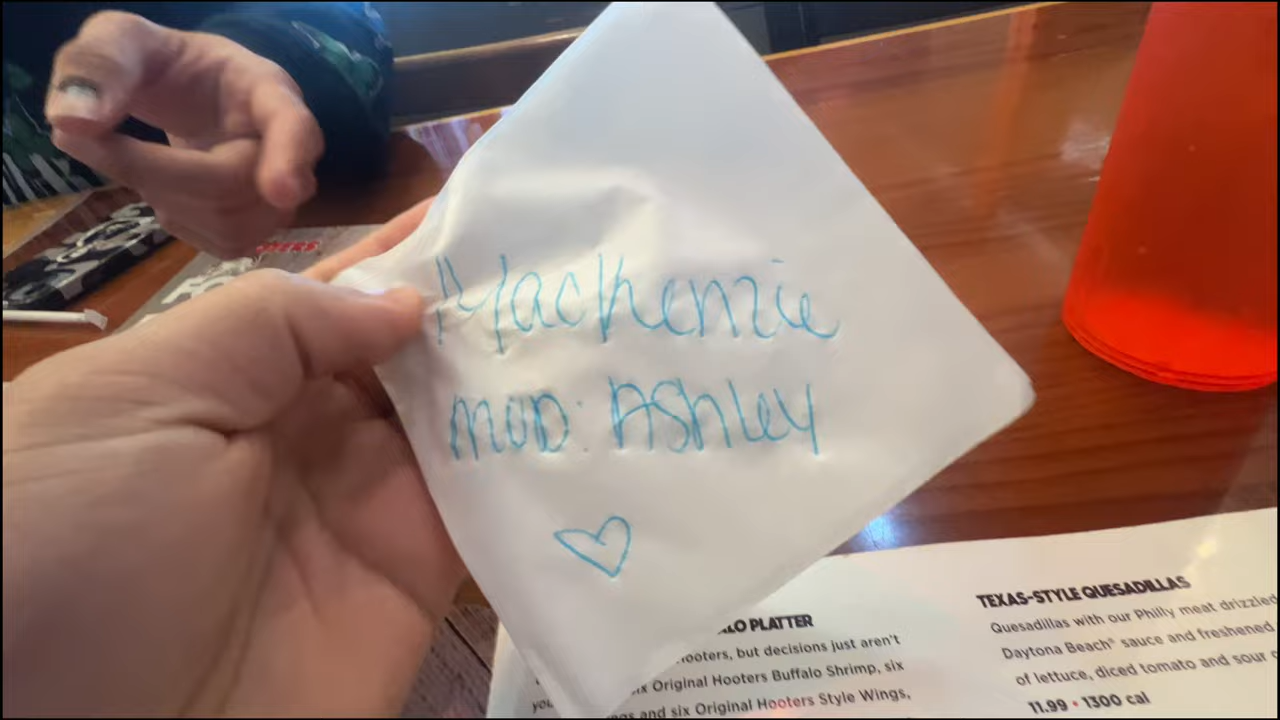 Mackenzie
MOD: Ashley
LO PLATTER
ooters, but decisions just aren't
ix Original Hooters Buffalo Shrimp, six
and six Original Hooters Style Wings,
TEXAS-STYLE QUESADILLAS
Quesadillas with our Philly meat drizzled
Daytona Beach® sauce and freshened
of lettuce, diced tomato and sour
11.99 • 1300 cal